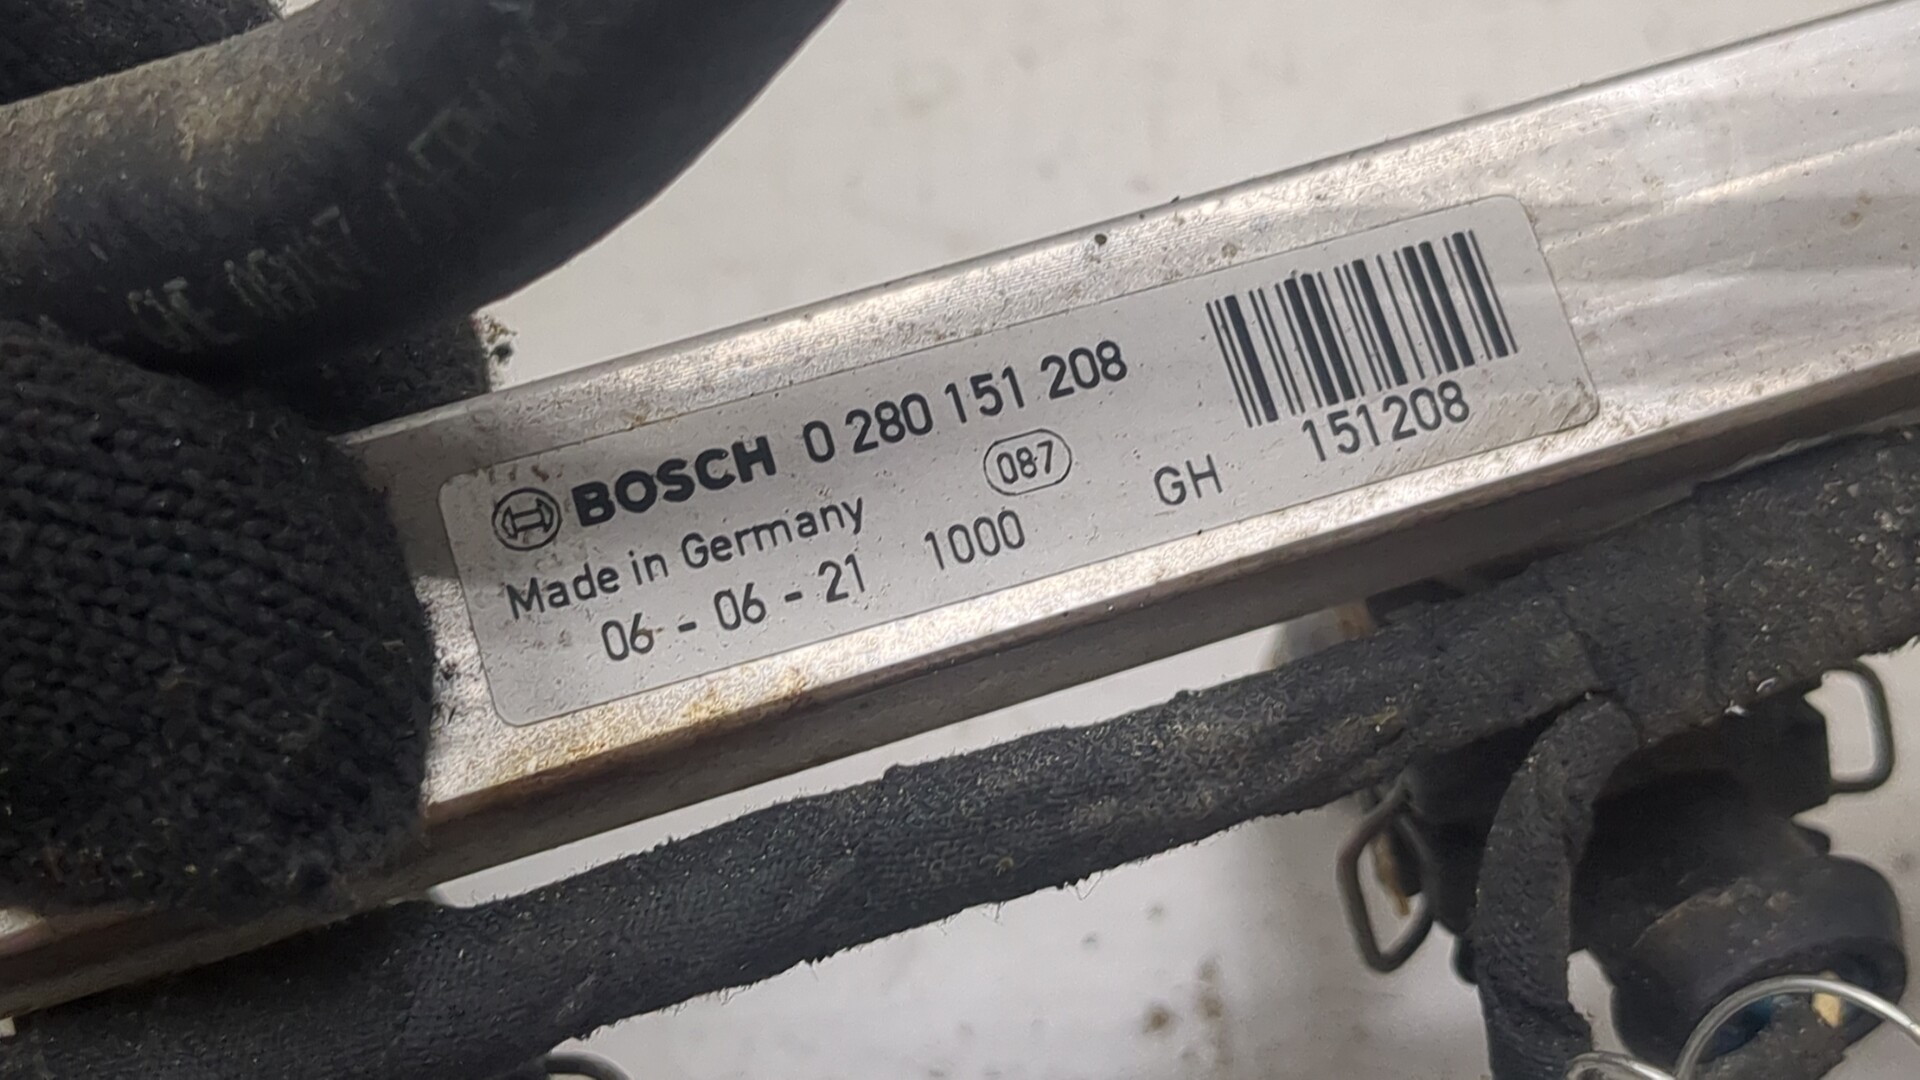 BOSCH 0 280 151 208
Made in Germany 087
06 - 06 - 21 1000 GH
151208